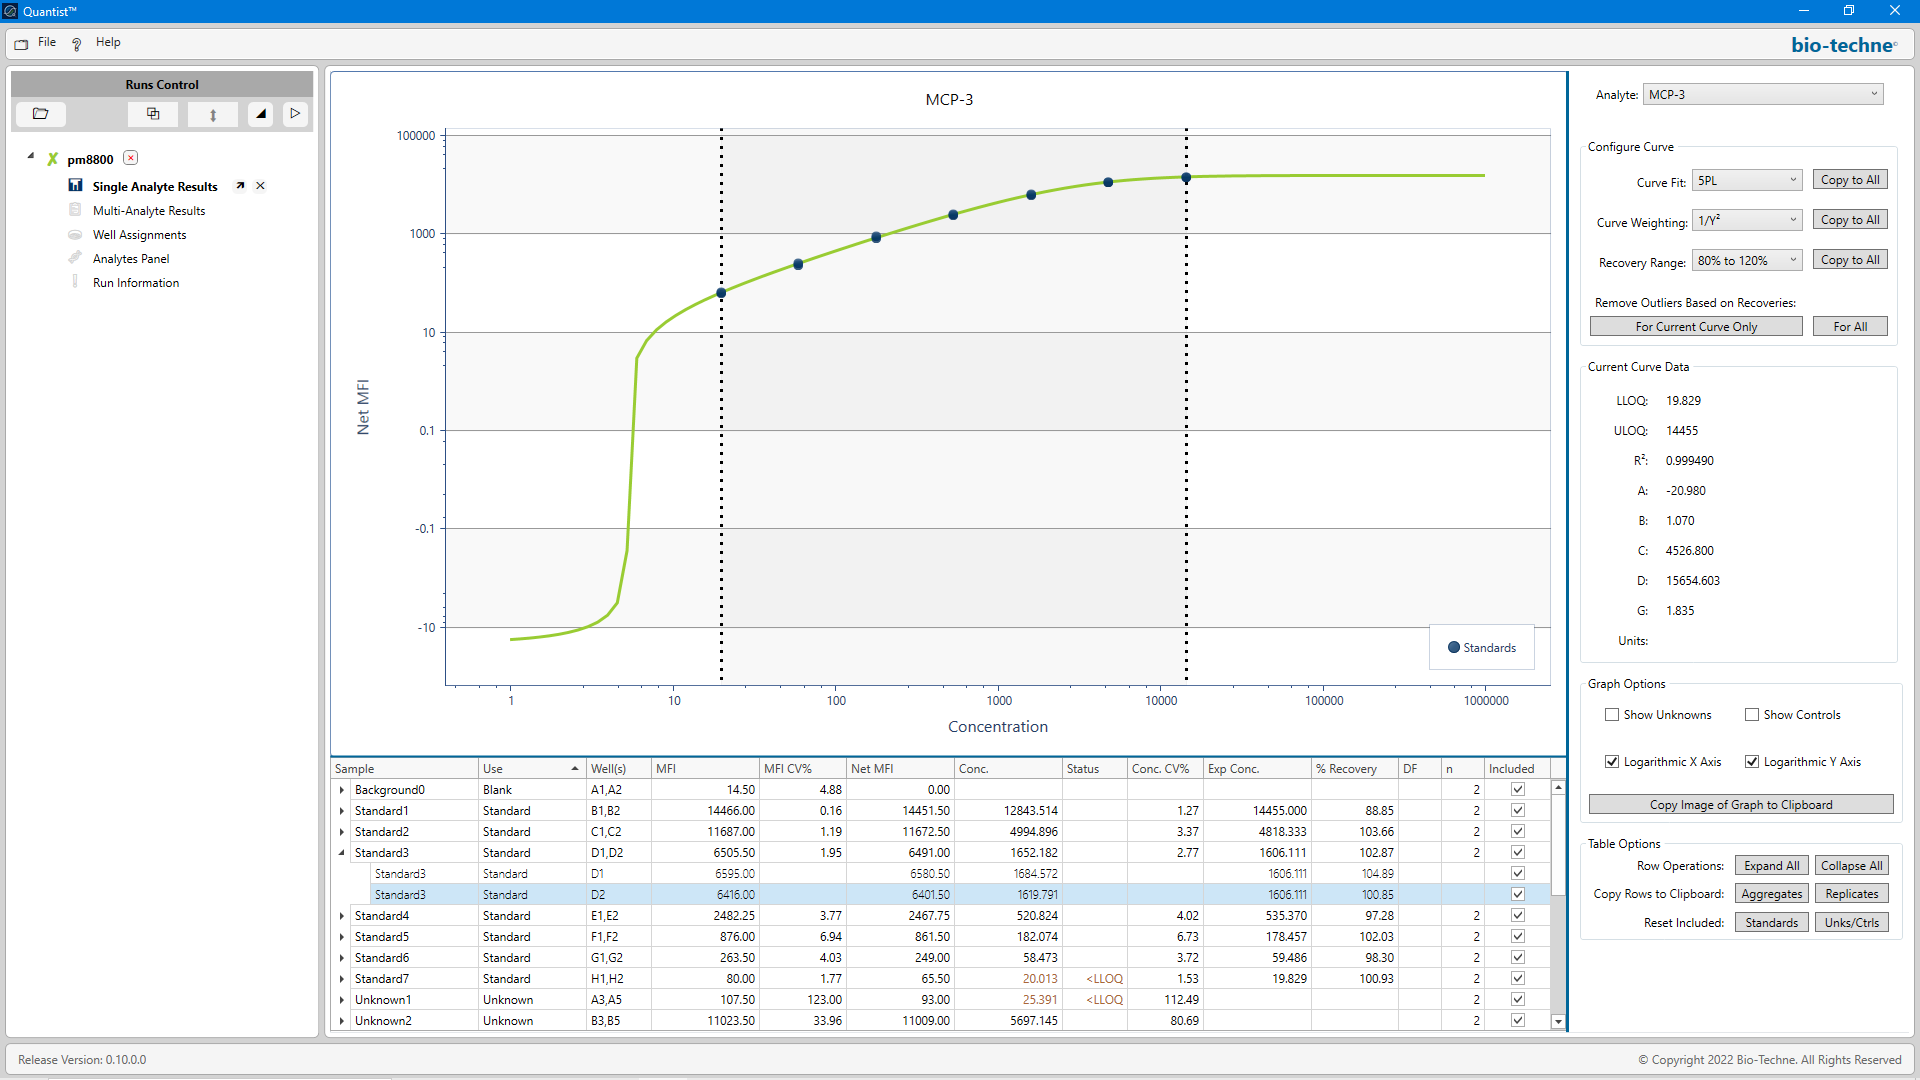 Quantist™
File Help
bio-techne®
Runs Control
pm8800
Single Analyte Results
Multi-Analyte Results
Well Assignments
Analytes Panel
Run Information
MCP-3
100000
1000
10
0.1
-0.1
-10
Net MFI
1 10 100 1000 10000 100000 1000000
Concentration
Standards
Sample Use Well(s) MFI MFI CV% Net MFI Conc. Status Conc. CV% Exp Conc. % Recovery DF n Included
Background0 Blank A1,A2 14.50 4.88 0.00 2
Standard1 Standard B1,B2 14466.00 0.16 14451.50 12843.514 1.27 14455.000 88.85 2
Standard2 Standard C1,C2 11687.00 1.19 11672.50 4994.896 3.37 4818.333 103.66 2
Standard3 Standard D1,D2 6505.50 1.95 6491.00 1652.182 2.77 1606.111 102.87 2
Standard3 Standard D1 6595.00 6580.50 1684.572 1606.111 104.89
Standard3 Standard D2 6416.00 6401.50 1619.791 1606.111 100.85
Standard4 Standard E1,E2 2482.25 3.77 2467.75 520.824 4.02 535.370 97.28 2
Standard5 Standard F1,F2 876.00 6.94 861.50 182.074 6.73 178.457 102.03 2
Standard6 Standard G1,G2 263.50 4.03 249.00 58.473 3.72 59.486 98.30 2
Standard7 Standard H1,H2 80.00 1.77 65.50 20.013 <LLOQ 1.53 19.829 100.93 2
Unknown1 Unknown A3,A5 107.50 123.00 93.00 25.391 <LLOQ 112.49 2
Unknown2 Unknown B3,B5 11023.50 33.96 11009.00 5697.145 80.69 2
Analyte: MCP-3
Configure Curve
Curve Fit: 5PL Copy to All
Curve Weighting: 1/Y² Copy to All
Recovery Range: 80% to 120% Copy to All
Remove Outliers Based on Recoveries:
For Current Curve Only For All
Current Curve Data
LLOQ: 19.829
ULOQ: 14455
R²: 0.999490
A: -20.980
B: 1.070
C: 4526.800
D: 15654.603
G: 1.835
Units:
Graph Options
Show Unknowns Show Controls
Logarithmic X Axis Logarithmic Y Axis
Copy Image of Graph to Clipboard
Table Options
Row Operations: Expand All Collapse All
Copy Rows to Clipboard: Aggregates Replicates
Reset Included: Standards Unks/Ctrls
Release Version: 0.10.0.0
© Copyright 2022 Bio-Techne. All Rights Reserved